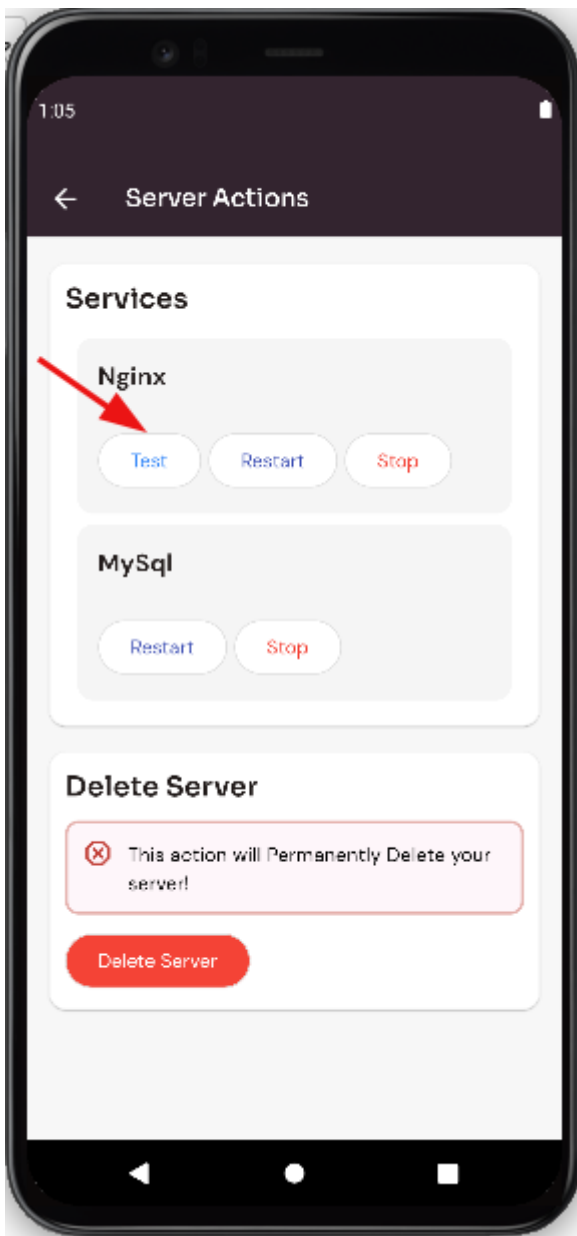 1:05
Server Actions
Services
Nginx
Test Restart Stop
MySql
Restart Stop
Delete Server
This action will Permanently Delete your
server!
Delete Server